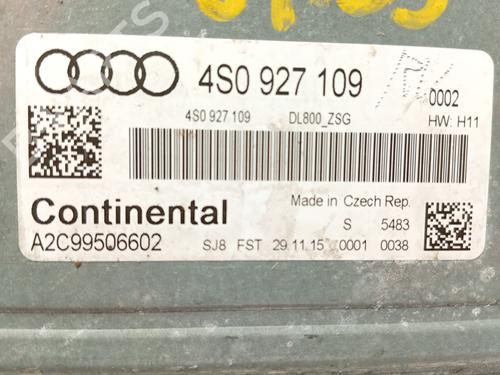 4S0 927 109
0002
4S0 927 109 DL800_ZSG HW: H11
Continental
Made in Czech Rep.
S 5483
A2C99506602 SJ8 FST 29.11.15 0001 0038